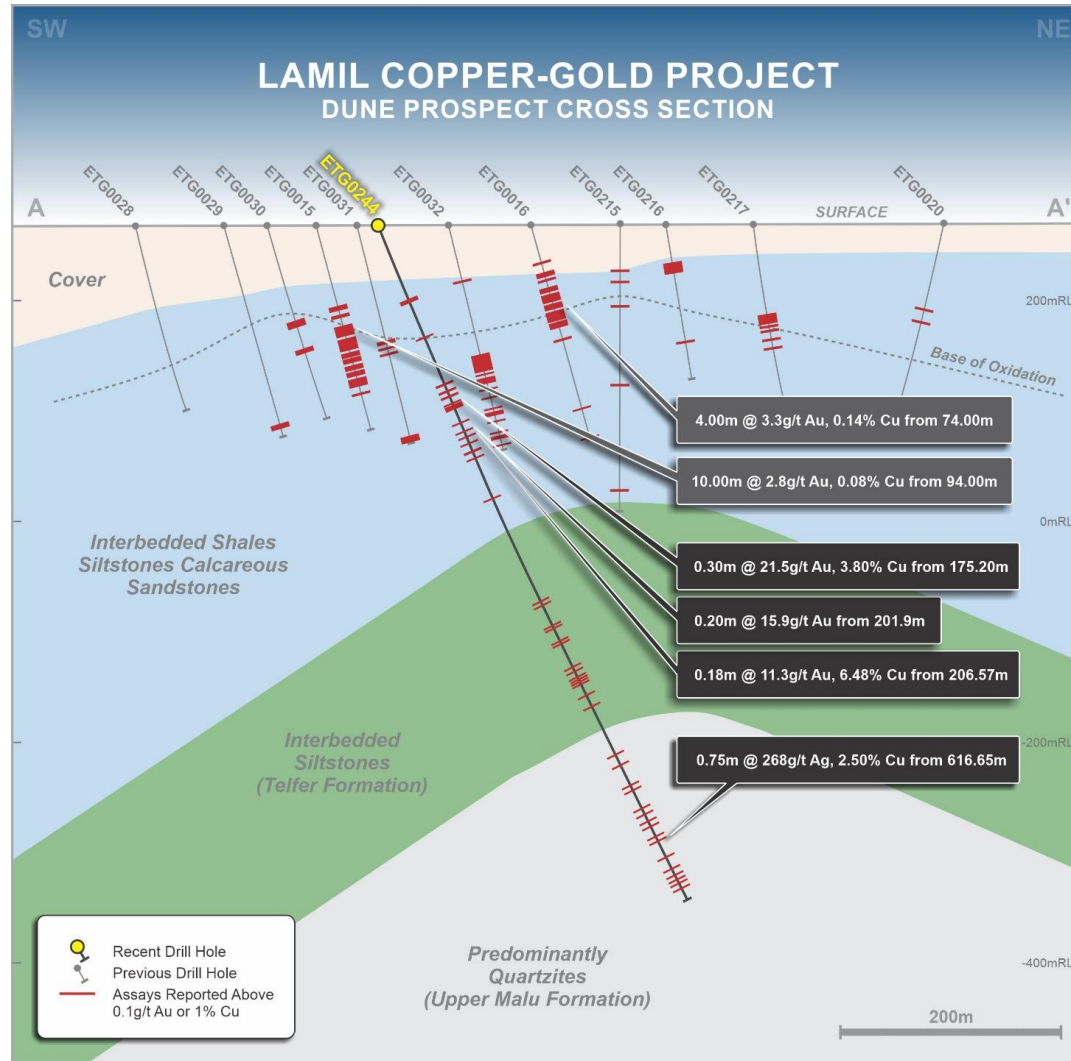 SW
NE
LAMIL COPPER-GOLD PROJECT
DUNE PROSPECT CROSS SECTION
ETG0028
ETG0029
ETG0030
ETG0015
ETG0031
ETG0244
ETG0032
ETG0016
ETG0215
ETG0216
ETG0217
ETG0020
A
SURFACE
A'
Cover
200mRL
Base of Oxidation
4.00m @ 3.3g/t Au, 0.14% Cu from 74.00m
10.00m @ 2.8g/t Au, 0.08% Cu from 94.00m
0mRL
Interbedded Shales
Siltstones Calcareous
Sandstones
0.30m @ 21.5g/t Au, 3.80% Cu from 175.20m
0.20m @ 15.9g/t Au from 201.9m
0.18m @ 11.3g/t Au, 6.48% Cu from 206.57m
Interbedded
Siltstones
(Telfer Formation)
-200mRL
0.75m @ 268g/t Ag, 2.50% Cu from 616.65m
Recent Drill Hole
Previous Drill Hole
Assays Reported Above
0.1g/t Au or 1% Cu
Predominantly
Quartzites
(Upper Malu Formation)
-400mRL
200m